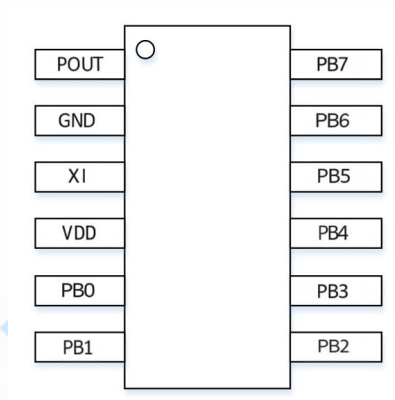 POUT PB7
GND PB6
XI PB5
VDD PB4
PB0 PB3
PB1 PB2